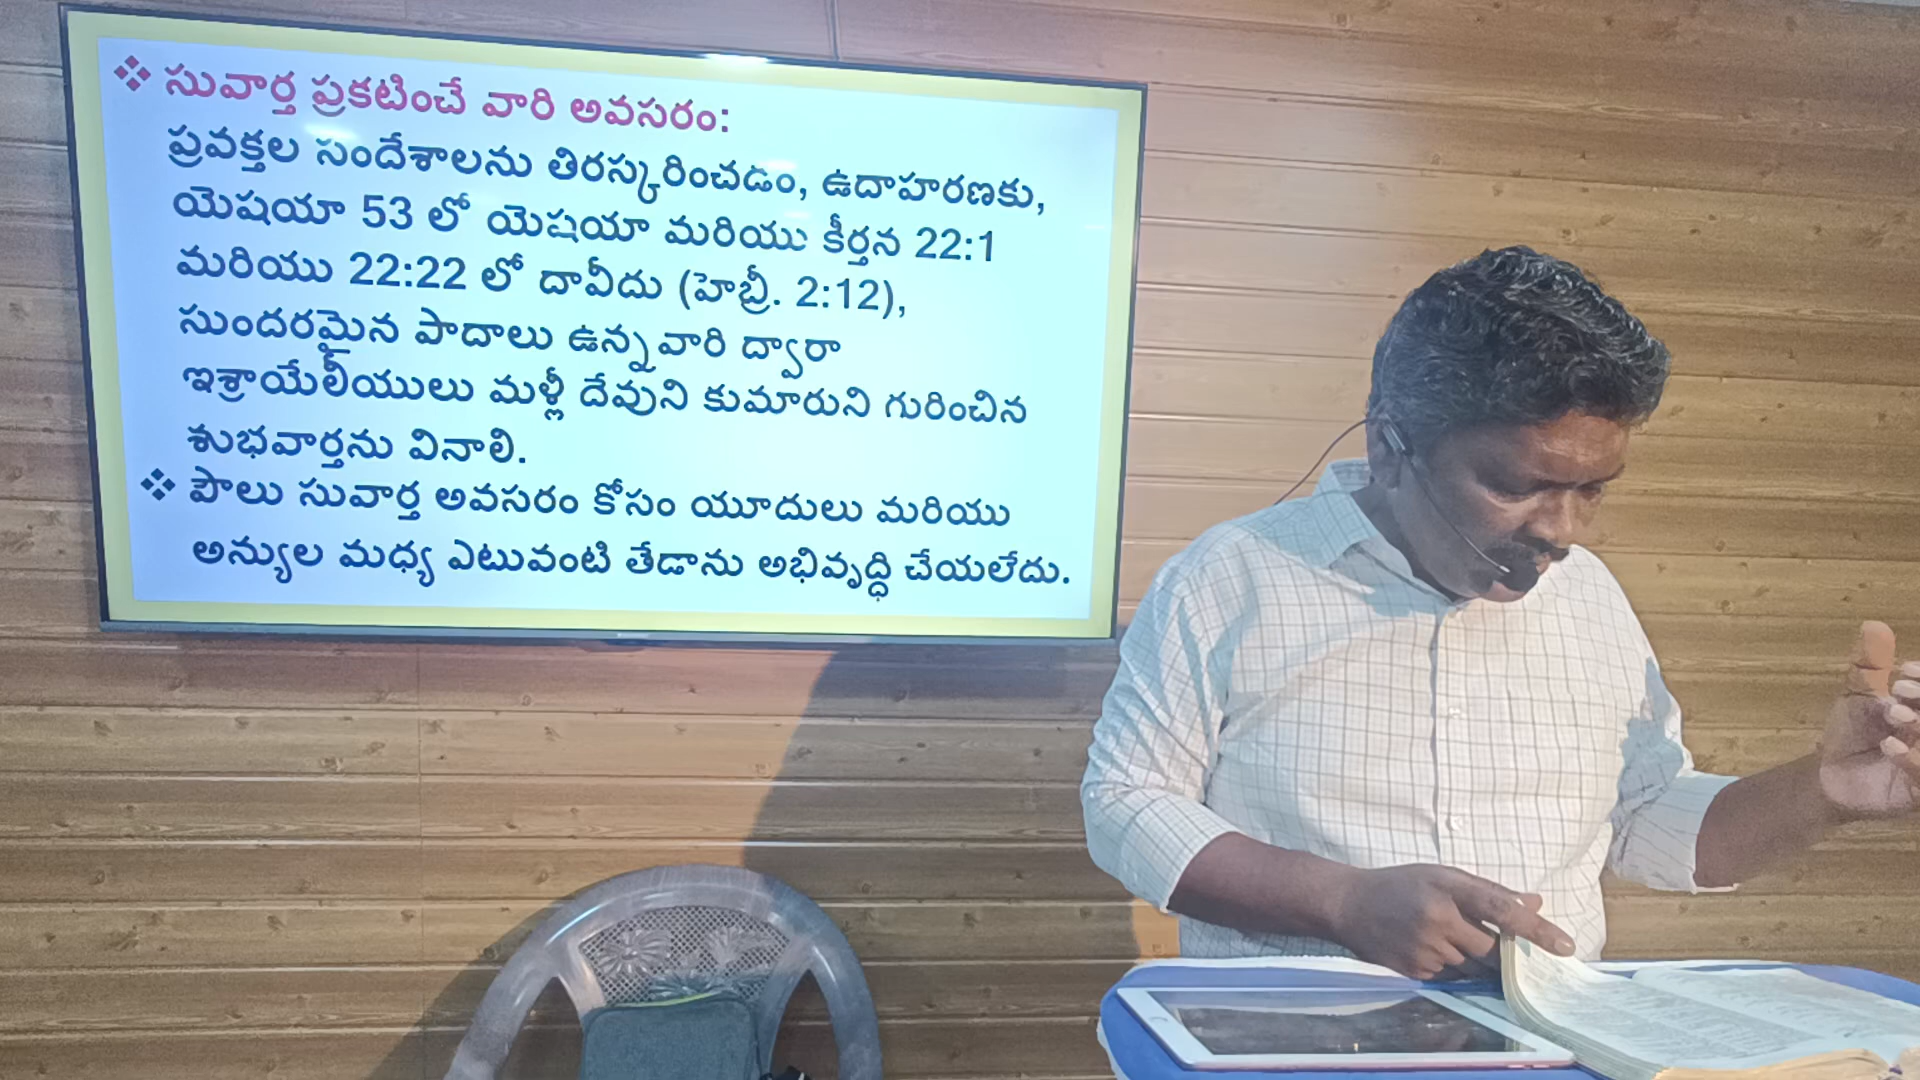 ❖ సువార్త ప్రకటించే వారి అవసరం:
ప్రవక్తల సందేశాలను తిరస్కరించడం, ఉదాహరణకు,
యెషయా 53 లో యెషయా మరియు కీర్తన 22:1
మరియు 22:22 లో దావీదు (హెబ్రీ. 2:12),
సుందరమైన పాదాలు ఉన్నవారి ద్వారా
ఇశ్రాయేలీయులు మళ్లీ దేవుని కుమారుని గురించిన
శుభవార్తను వినాలి.
❖ పౌలు సువార్త అవసరం కోసం యూదులు మరియు
అన్యుల మధ్య ఎటువంటి తేడాను అభివృద్ధి చేయలేదు.